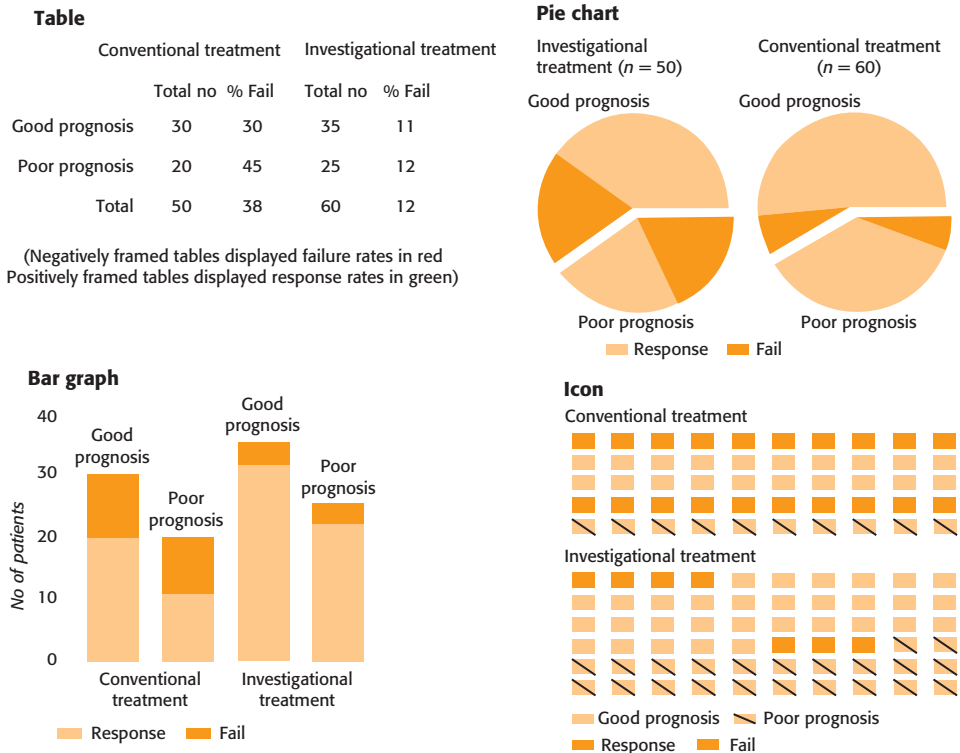 Table
Conventional treatment Investigational treatment
Total no % Fail Total no % Fail
Good prognosis 30 30 35 11
Poor prognosis 20 45 25 12
Total 50 38 60 12
(Negatively framed tables displayed failure rates in red
Positively framed tables displayed response rates in green)
Pie chart
Investigational
treatment (n = 50)
Conventional treatment
(n = 60)
Good prognosis
Good prognosis
Poor prognosis
Poor prognosis
Response Fail
Bar graph
No of patients
40
30
20
10
0
Good
prognosis
Poor
prognosis
Good
prognosis
Poor
prognosis
Conventional
treatment
Investigational
treatment
Response Fail
Icon
Conventional treatment
Investigational treatment
Good prognosis Poor prognosis
Response Fail